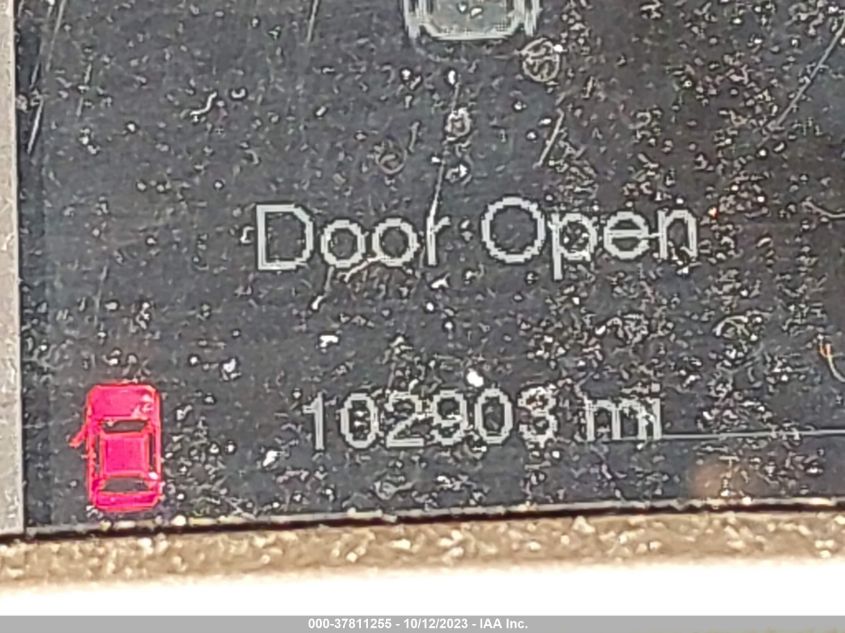 Door Open
102903 mi
000-37811255 - 10/12/2023 - IAA Inc.